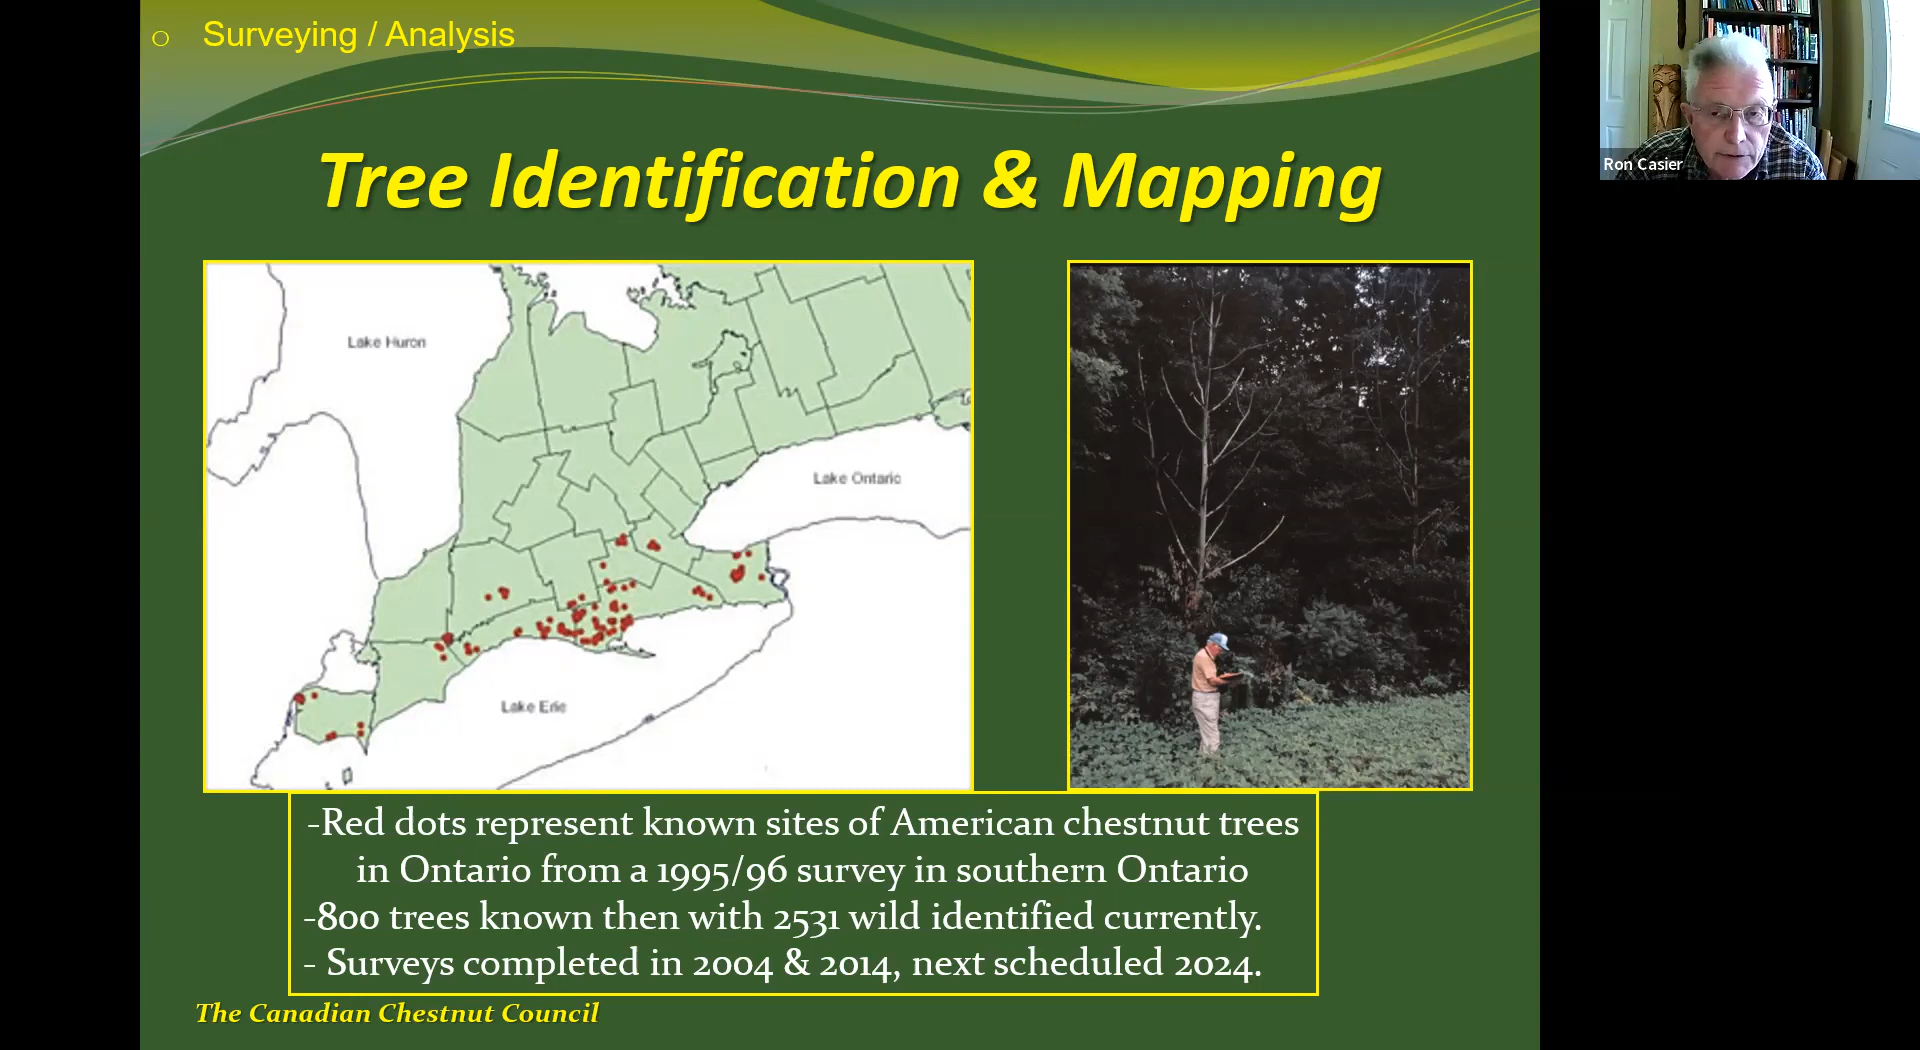 Surveying / Analysis
Ron Casier
Tree Identification & Mapping
Lake Huron
Lake Ontario
Lake Erie
-Red dots represent known sites of American chestnut trees
in Ontario from a 1995/96 survey in southern Ontario
-800 trees known then with 2531 wild identified currently.
- Surveys completed in 2004 & 2014, next scheduled 2024.
The Canadian Chestnut Council